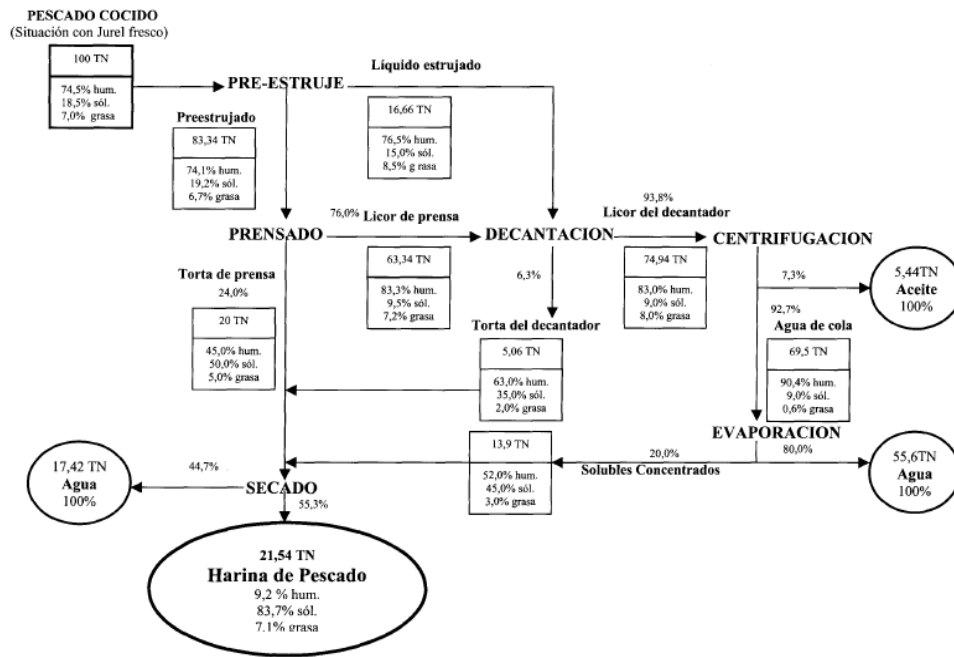 PESCADO COCIDO
(Situación con Jurel fresco)
100 TN
74,5% hum.
18,5% sól.
7,0% grasa
PRE-ESTRUJE
Líquido estrujado
16,66 TN
76,5% hum.
15,0% sól.
8,5% g rasa
Preestrujado
83,34 TN
74,1% hum.
19,2% sól.
6,7% grasa
PRENSADO
76,0%
Licor de prensa
63,34 TN
83,3% hum.
9,5% sól.
7,2% grasa
DECANTACION
93,8%
Licor del decantador
74,94 TN
83,0% hum.
9,0% sól.
8,0% grasa
CENTRIFUGACION
7,3%
5,44TN
Aceite
100%
92,7%
Agua de cola
69,5 TN
90,4% hum.
9,0% sól.
0,6% grasa
Torta de prensa
24,0%
20 TN
45,0% hum.
50,0% sól.
5,0% grasa
6,3%
Torta del decantador
5,06 TN
63,0% hum.
35,0% sól.
2,0% grasa
EVAPORACION
80,0%
55,6TN
Agua
100%
20,0%
Solubles Concentrados
13,9 TN
52,0% hum.
45,0% sól.
3,0% grasa
17,42 TN
Agua
100%
44,7%
SECADO
55,3%
21,54 TN
Harina de Pescado
9,2 % hum.
83,7% sól.
7,1% grasa